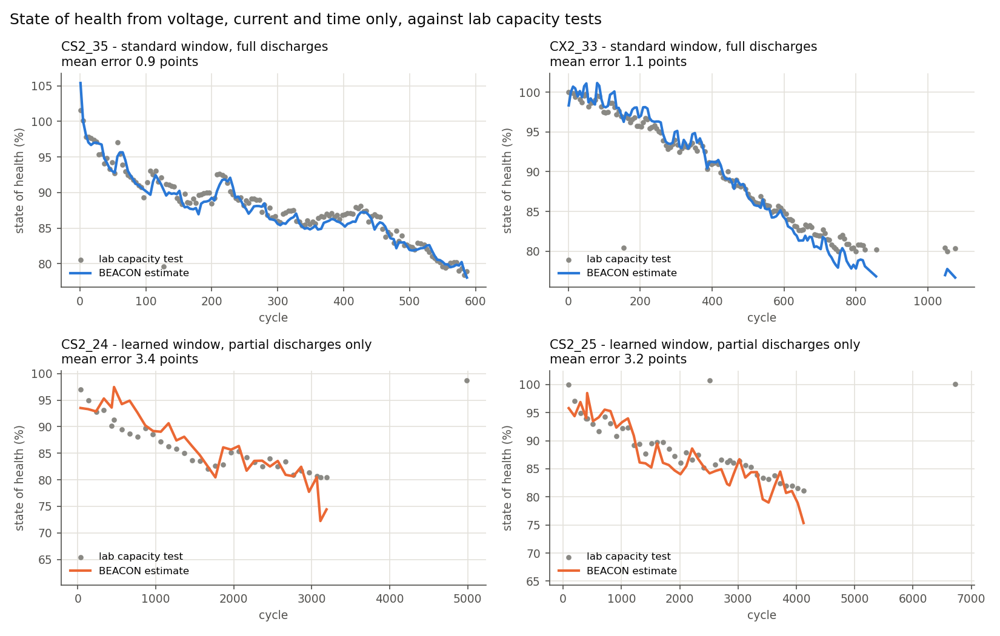 State of health from voltage, current and time only, against lab capacity tests
CS2_35 - standard window, full discharges
mean error 0.9 points
105
100
95
90
85
80
state of health (%)
lab capacity test
BEACON estimate
0 100 200 300 400 500 600
cycle
CX2_33 - standard window, full discharges
mean error 1.1 points
100
95
90
85
80
state of health (%)
lab capacity test
BEACON estimate
0 200 400 600 800 1000
cycle
CS2_24 - learned window, partial discharges only
mean error 3.4 points
100
95
90
85
80
75
70
65
state of health (%)
lab capacity test
BEACON estimate
0 1000 2000 3000 4000 5000
cycle
CS2_25 - learned window, partial discharges only
mean error 3.2 points
100
95
90
85
80
75
70
65
state of health (%)
lab capacity test
BEACON estimate
0 1000 2000 3000 4000 5000 6000 7000
cycle